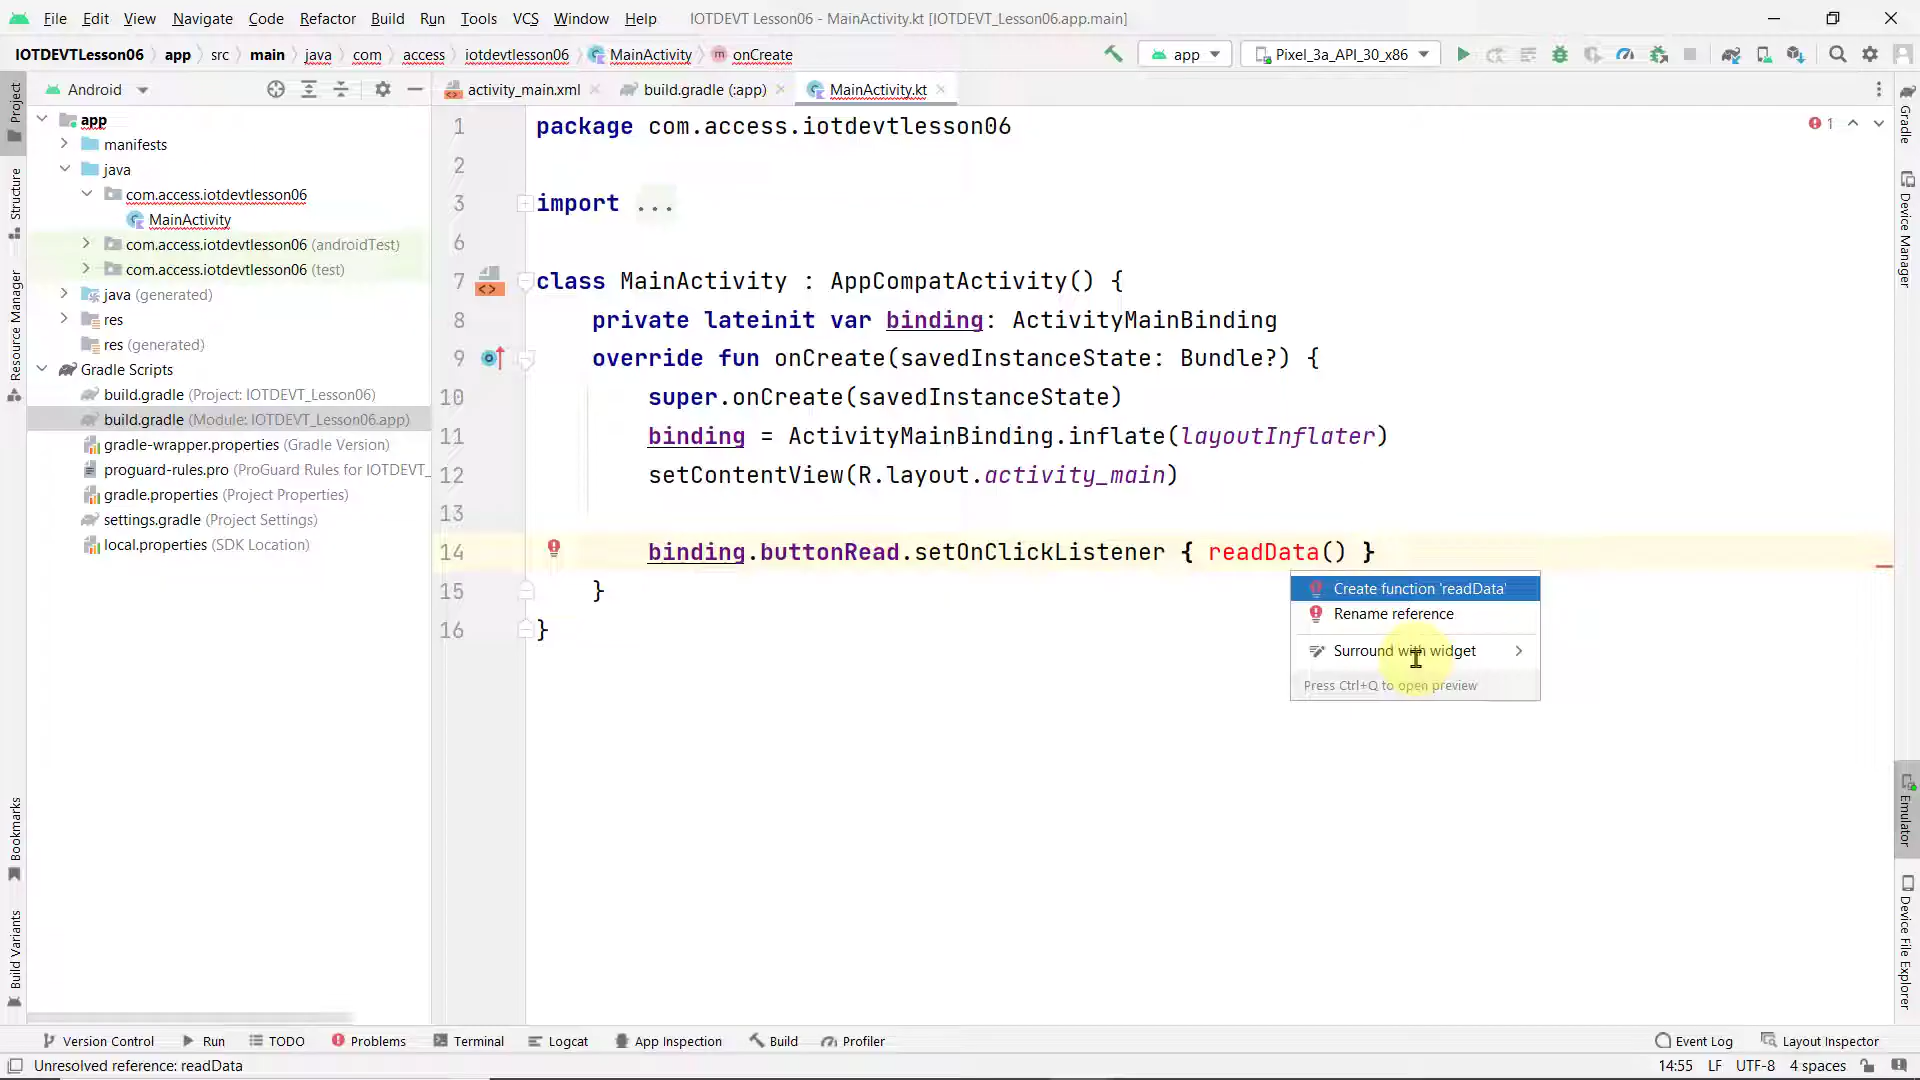 File Edit View Navigate Code Refactor Build Run Tools VCS Window Help IOTDEVT Lesson06 - MainActivity.kt [IOTDEVT_Lesson06.app.main]
IOTDEVTLesson06 app src main java com access iotdevtlesson06 MainActivity onCreate app Pixel_3a_API_30_x86
Android
activity_main.xml build.gradle (:app) MainActivity.kt
Project
Structure
Resource Manager
Bookmarks
Build Variants
app
manifests
java
com.access.iotdevtlesson06
MainActivity
com.access.iotdevtlesson06 (androidTest)
com.access.iotdevtlesson06 (test)
java (generated)
res
res (generated)
Gradle Scripts
build.gradle (Project: IOTDEVT_Lesson06)
build.gradle (Module: IOTDEVT_Lesson06.app)
gradle-wrapper.properties (Gradle Version)
proguard-rules.pro (ProGuard Rules for IOTDEVT_
gradle.properties (Project Properties)
settings.gradle (Project Settings)
local.properties (SDK Location)
1 package com.access.iotdevtlesson06
2
3 import ...
6
7 class MainActivity : AppCompatActivity() {
8 private lateinit var binding: ActivityMainBinding
9 override fun onCreate(savedInstanceState: Bundle?) {
10 super.onCreate(savedInstanceState)
11 binding = ActivityMainBinding.inflate(layoutInflater)
12 setContentView(R.layout.activity_main)
13
14 binding.buttonRead.setOnClickListener { readData() }
15 }
16 }
1
Create function 'readData'
Rename reference
Surround with widget
Press Ctrl+Q to open preview
Gradle
Device Manager
Emulator
Device File Explorer
Version Control Run TODO Problems Terminal Logcat App Inspection Build Profiler Event Log Layout Inspector
Unresolved reference: readData 14:55 LF UTF-8 4 spaces